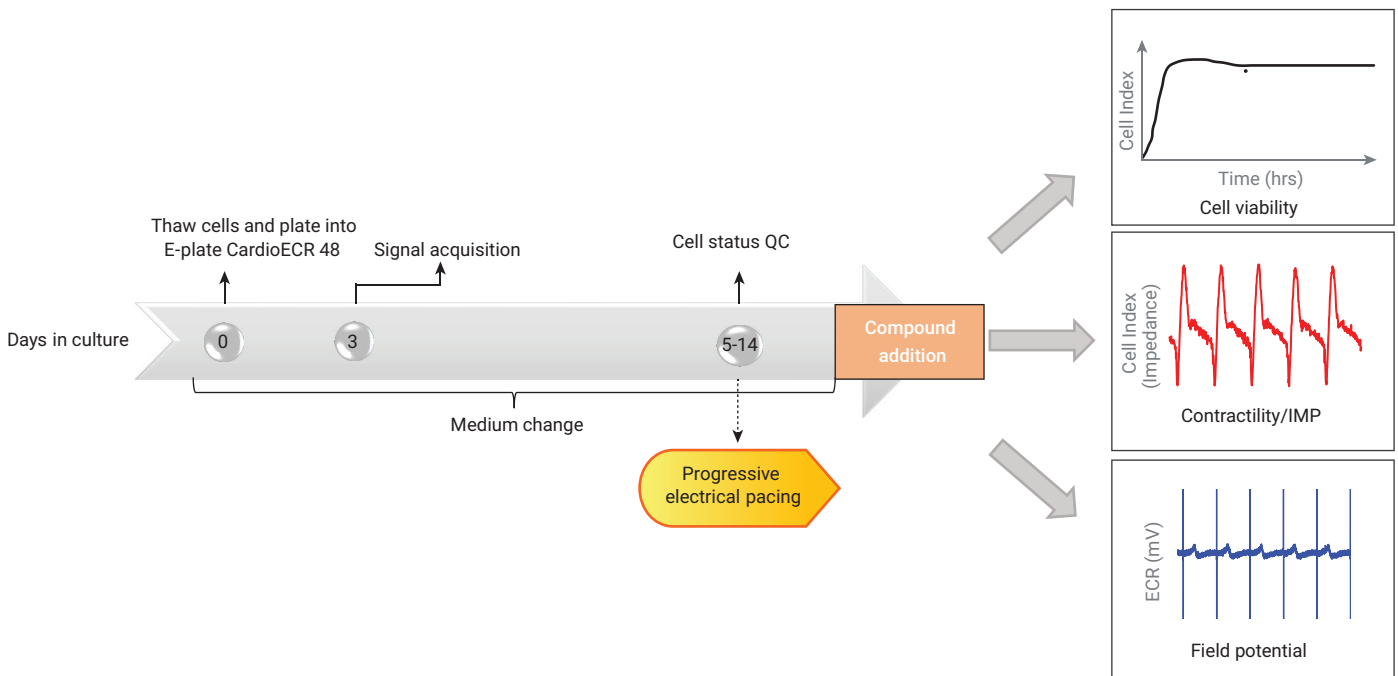 Thaw cells and plate into
E-plate CardioECR 48
Signal acquisition
Cell status QC
Days in culture
0
3
5-14
Compound
addition
Medium change
Progressive
electrical pacing
Cell Index
Time (hrs)
Cell viability
Cell Index
(Impedance)
Contractility/IMP
ECR (mV)
Field potential